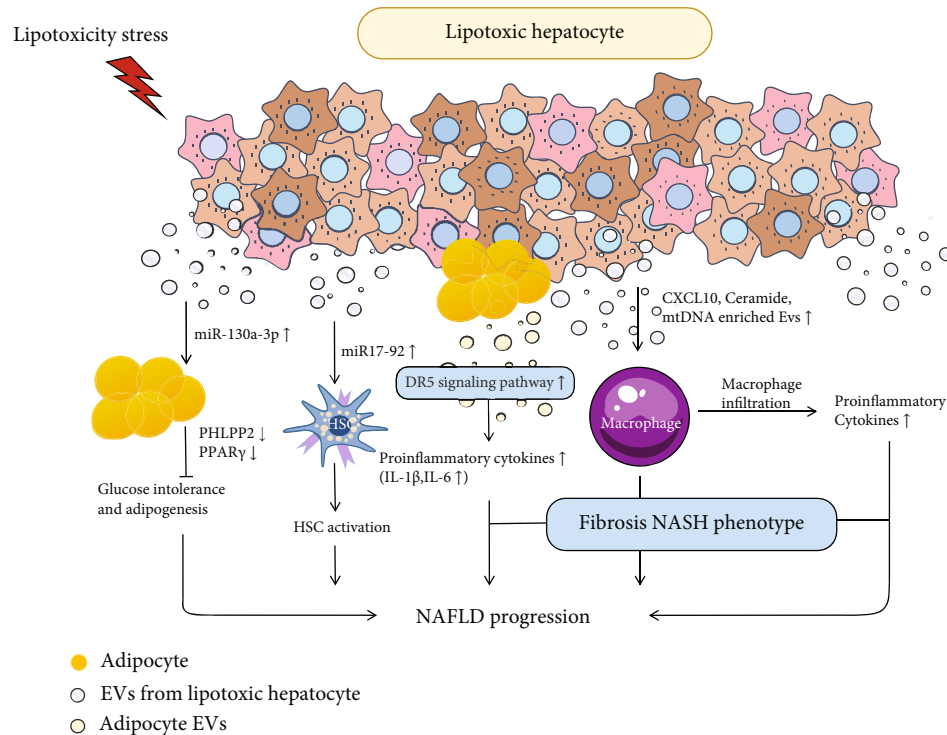 Lipotoxicity stress
Lipotoxic hepatocyte
miR-130a-3p ↑
miR17-92 ↑
CXCL10, Ceramide,
mtDNA enriched Evs ↑
DR5 signaling pathway ↑
HSC
Macrophage
Macrophage
infiltration
Proinflammatory
Cytokines ↑
PHLPP2 ↓
PPARγ ↓
Proinflammatory cytokines ↑
(IL-1β,IL-6 ↑)
Glucose intolerance
and adipogenesis
HSC activation
Fibrosis NASH phenotype
NAFLD progression
Adipocyte
EVs from lipotoxic hepatocyte
Adipocyte EVs